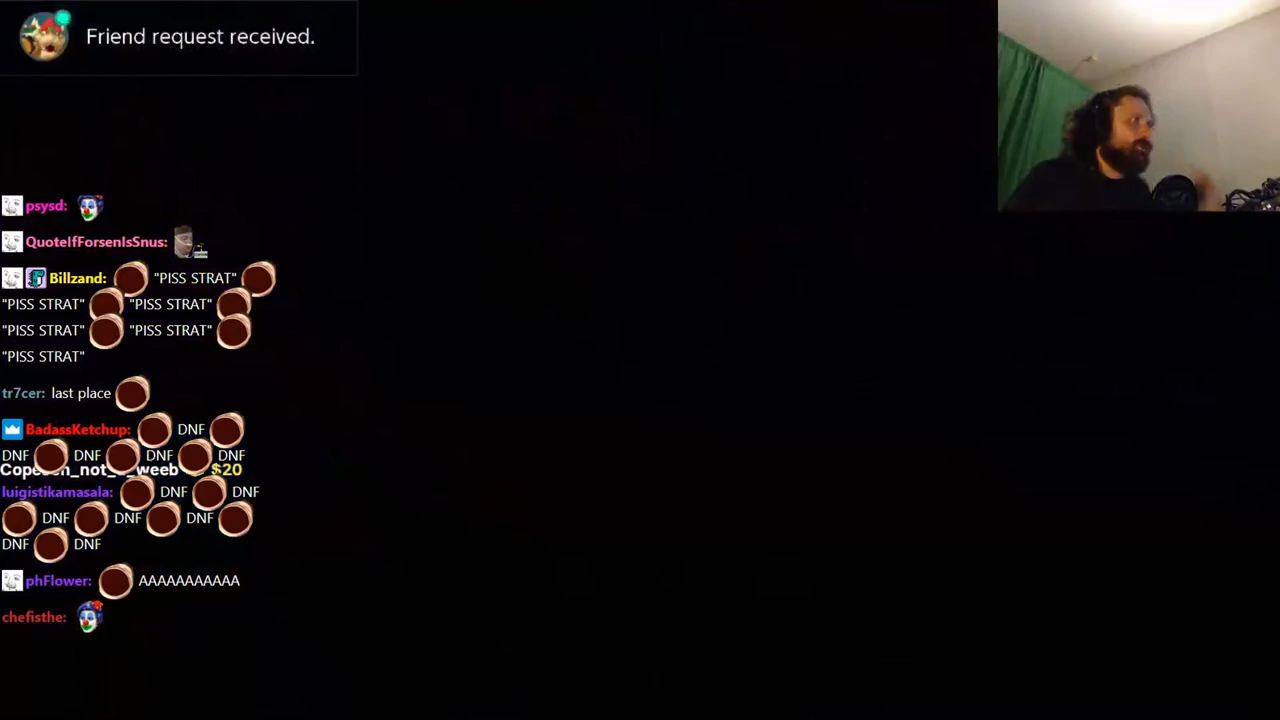 Friend request received.
psysd:
QuoteIfForsenIsSnus:
Billzand: "PISS STRAT"
"PISS STRAT" "PISS STRAT"
"PISS STRAT" "PISS STRAT"
"PISS STRAT"
tr7cer: last place
BadassKetchup: DNF
DNF DNF DNF DNF
$20
luigistikamasala: DNF DNF
DNF DNF DNF
DNF DNF
phFlower: AAAAAAAAAAA
chefisthe: